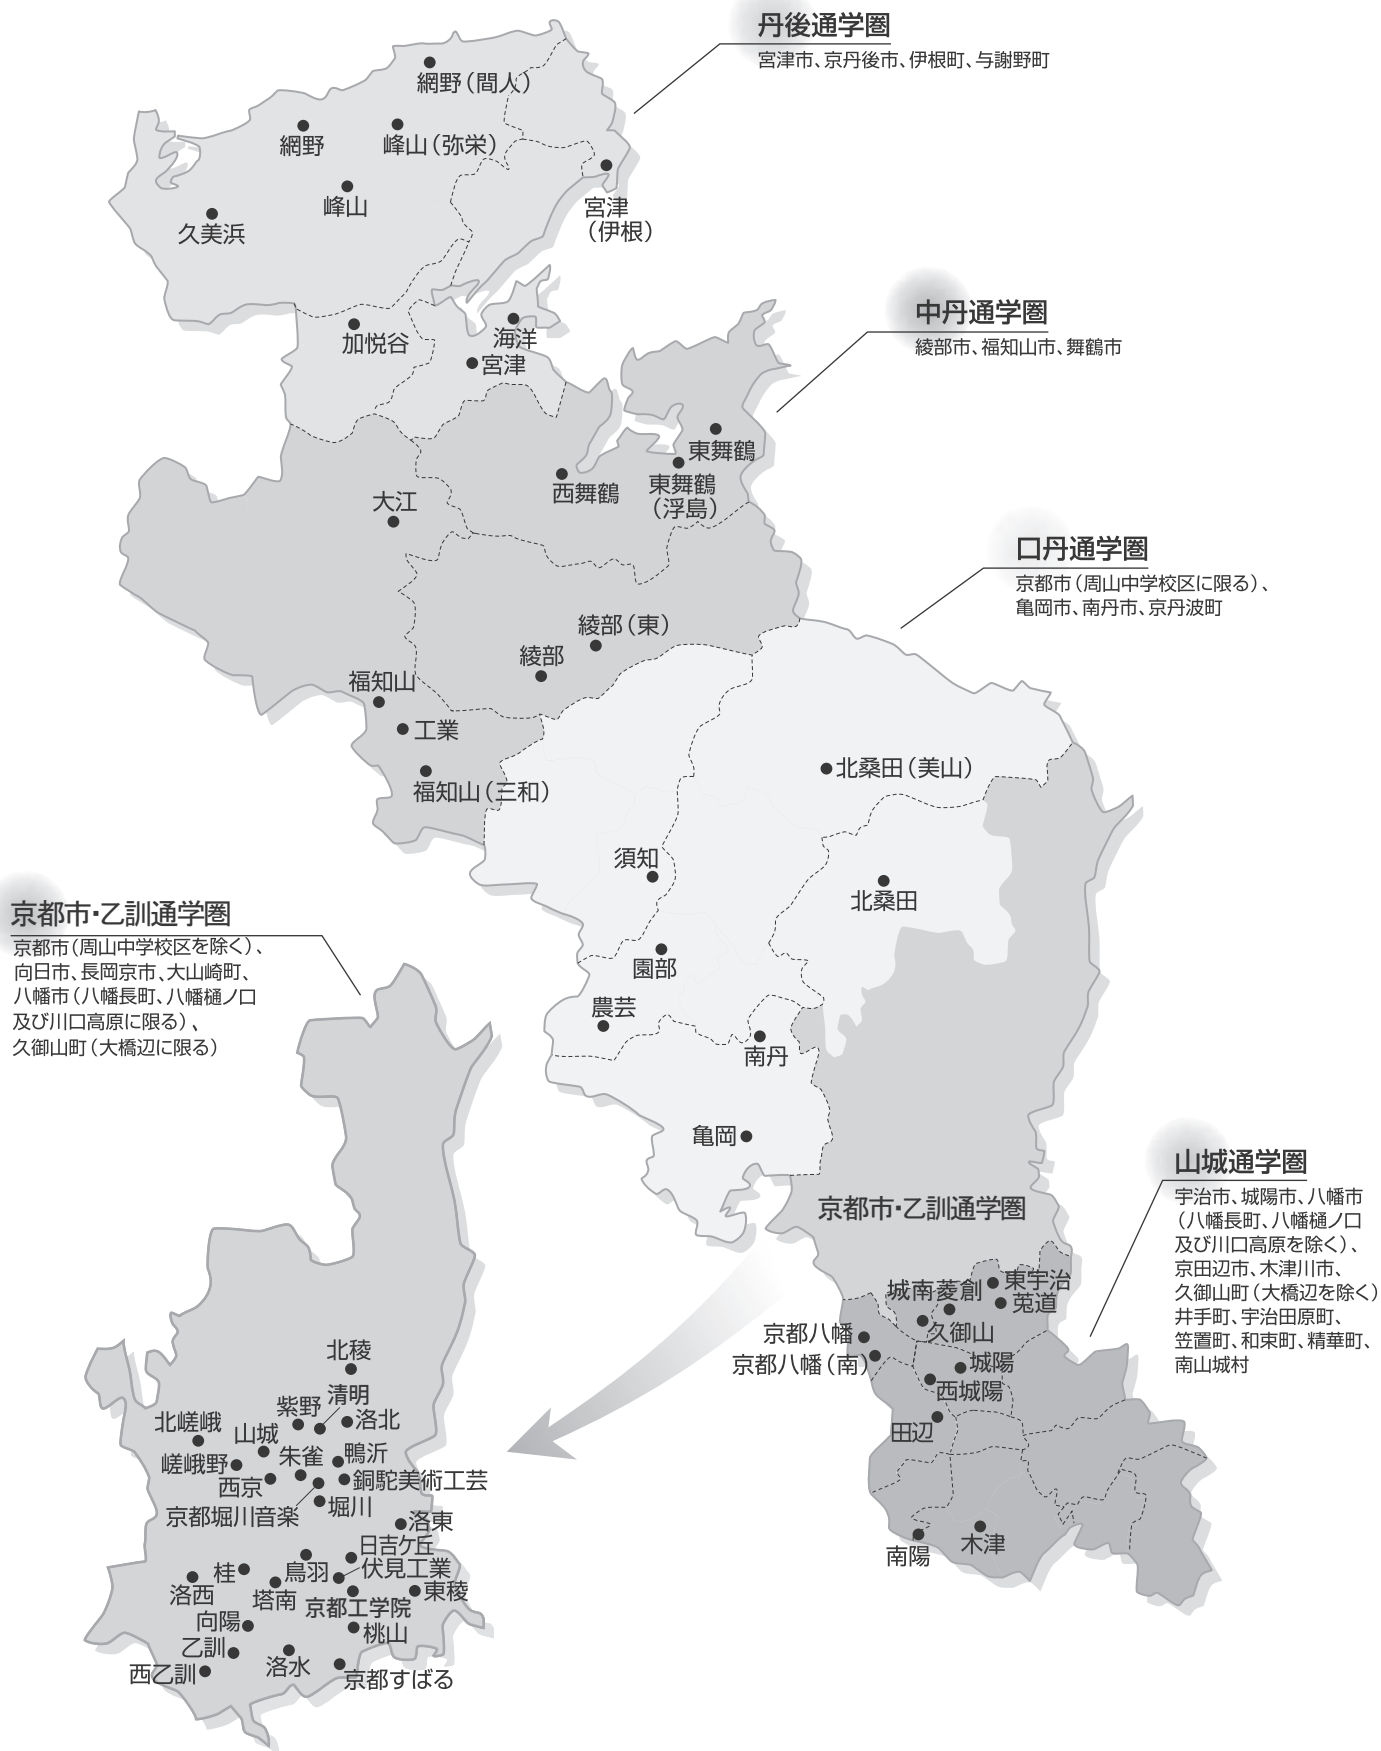 丹後通学圏
宮津市、京丹後市、伊根町、与謝野町
網野（間人）
網野
峰山（弥栄）
峰山
久美浜
宮津
（伊根）
加悦谷
海洋
宮津
中丹通学圏
綾部市、福知山市、舞鶴市
東舞鶴
西舞鶴
東舞鶴
（浮島）
大江
綾部（東）
綾部
福知山
工業
福知山（三和）
口丹通学圏
京都市（周山中学校区に限る）、
亀岡市、南丹市、京丹波町
北桑田（美山）
須知
北桑田
園部
農芸
南丹
亀岡
京都市・乙訓通学圏
京都市（周山中学校区を除く）、
向日市、長岡京市、大山崎町、
八幡市（八幡長町、八幡樋ノ口
及び川口高原に限る）、
久御山町（大橋辺に限る）
京都市・乙訓通学圏
山城通学圏
宇治市、城陽市、八幡市
（八幡長町、八幡樋ノ口
及び川口高原を除く）、
京田辺市、木津川市、
久御山町（大橋辺を除く）
井手町、宇治田原町、
笠置町、和束町、精華町、
南山城村
東宇治
城南菱創
莵道
久御山
京都八幡
京都八幡（南）
城陽
西城陽
田辺
南陽
木津
北稜
清明
紫野
洛北
北嵯峨
山城
朱雀
鴨沂
嵯峨野
西京
銅駝美術工芸
京都堀川音楽
堀川
洛東
日吉ケ丘
鳥羽
伏見工業
桂
洛西
塔南
東稜
京都工学院
向陽
桃山
乙訓
西乙訓
洛水
京都すばる